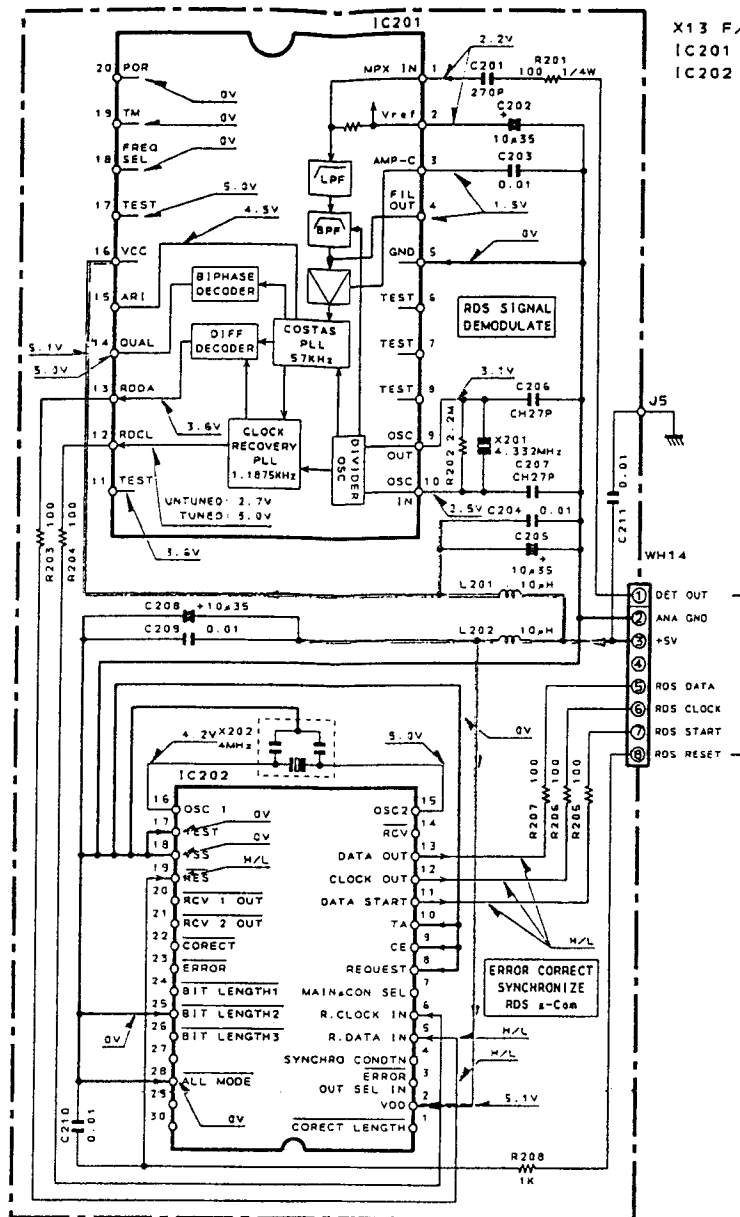 X13 F/
IC201
IC201
IC202
20 POR
0V
19 TM
0V
18 FREQ SEL
0V
17 TEST
5.0V
4.5V
16 VCC
15 ARI
14 QUAL
5.1V
5.0V
13 RDDA
3.6V
12 RDCL
UNTUNED: 2.7V
TUNED: 5.0V
11 TEST
3.6V
BIPHASE DECODER
DIFF DECODER
COSTAS PLL 57KHz
CLOCK RECOVERY PLL 1.1875KHz
OSC DIVIDER
LPF
BPF
MPX IN 1
2.2V
C201 270P
R201 100 1/4W
Vref 2
C202 + 10µ35
AMP-C 3
C203 0.01
FIL OUT 4
1.5V
GND 5
0V
TEST 6
TEST 7
TEST 8
RDS SIGNAL DEMODULATE
3.1V
C206 CH27P
OSC OUT 9
R202 2.2M
X201 4.332MHz
C207 CH27P
OSC IN 10
2.5V
C204 0.01
C205 + 10µ35
J5
C211 0.01
R203 100
R204 100
L201 10µH
C208 +10µ35
C209 0.01
L202 10µH
WH14
1 DET OUT
2 ANA GND
3 +5V
4
5 RDS DATA
6 RDS CLOCK
7 RDS START
8 RDS RESET
4.2V
X202 4MHz
5.0V
0V
R207 100
R206 100
R205 100
IC202
16 OSC 1
17 TEST
0V
18 VSS
0V
19 RES
H/L
20 RCV 1 OUT
21 RCV 2 OUT
22 CORECT
23 ERROR
24 BIT LENGTH1
25 BIT LENGTH2
0V
26 BIT LENGTH3
27
28 ALL MODE
0V
29
30
OSC2 15
RCV 14
DATA OUT 13
CLOCK OUT 12
DATA START 11
TA 10
CE 9
REQUEST 8
MAIN&CON SEL 7
R.CLOCK IN 6
R.DATA IN 5
SYNCHRO CONDTN 4
ERROR OUT SEL IN 3
VDD 2
CORECT LENGTH 1
H/L
ERROR CORRECT
SYNCHRONIZE
RDS µ-Com
H/L
H/L
5.1V
C210 0.01
R208 1K